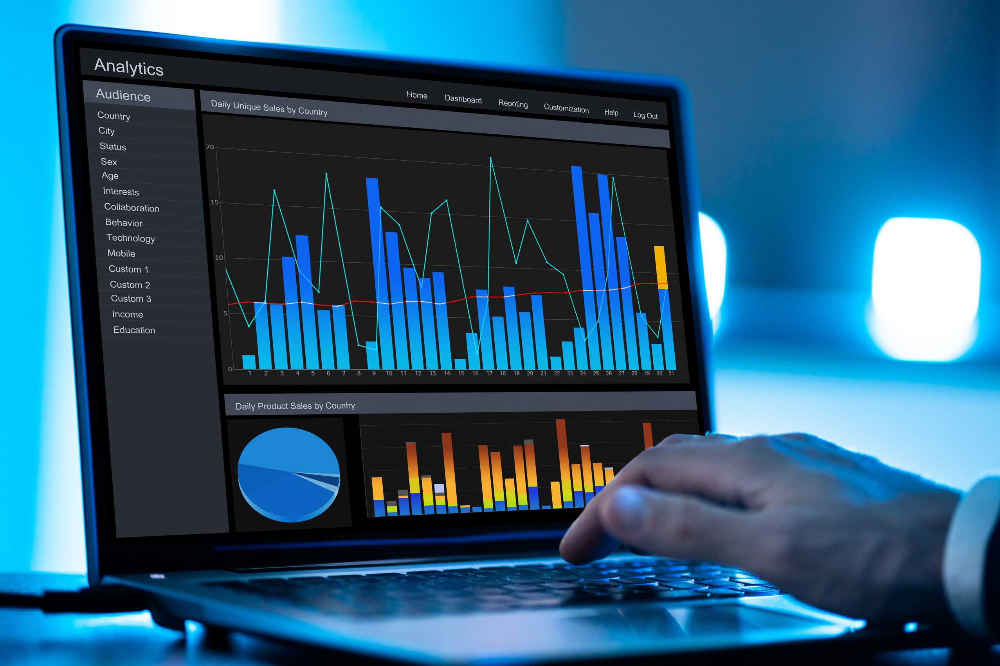 Analytics
Home Dashboard Repoting Customization Help Log Out
Audience
Country
City
Status
Sex
Age
Interests
Collaboration
Behavior
Technology
Mobile
Custom 1
Custom 2
Custom 3
Income
Education
Daily Unique Sales by Country
20
15
10
5
0
1 2 3 4 5 6 7 8 9 10 11 12 13 14 15 16 17 18 19 20 21 22 23 24 25 26 27 28 29 30 31
Daily Product Sales by Country